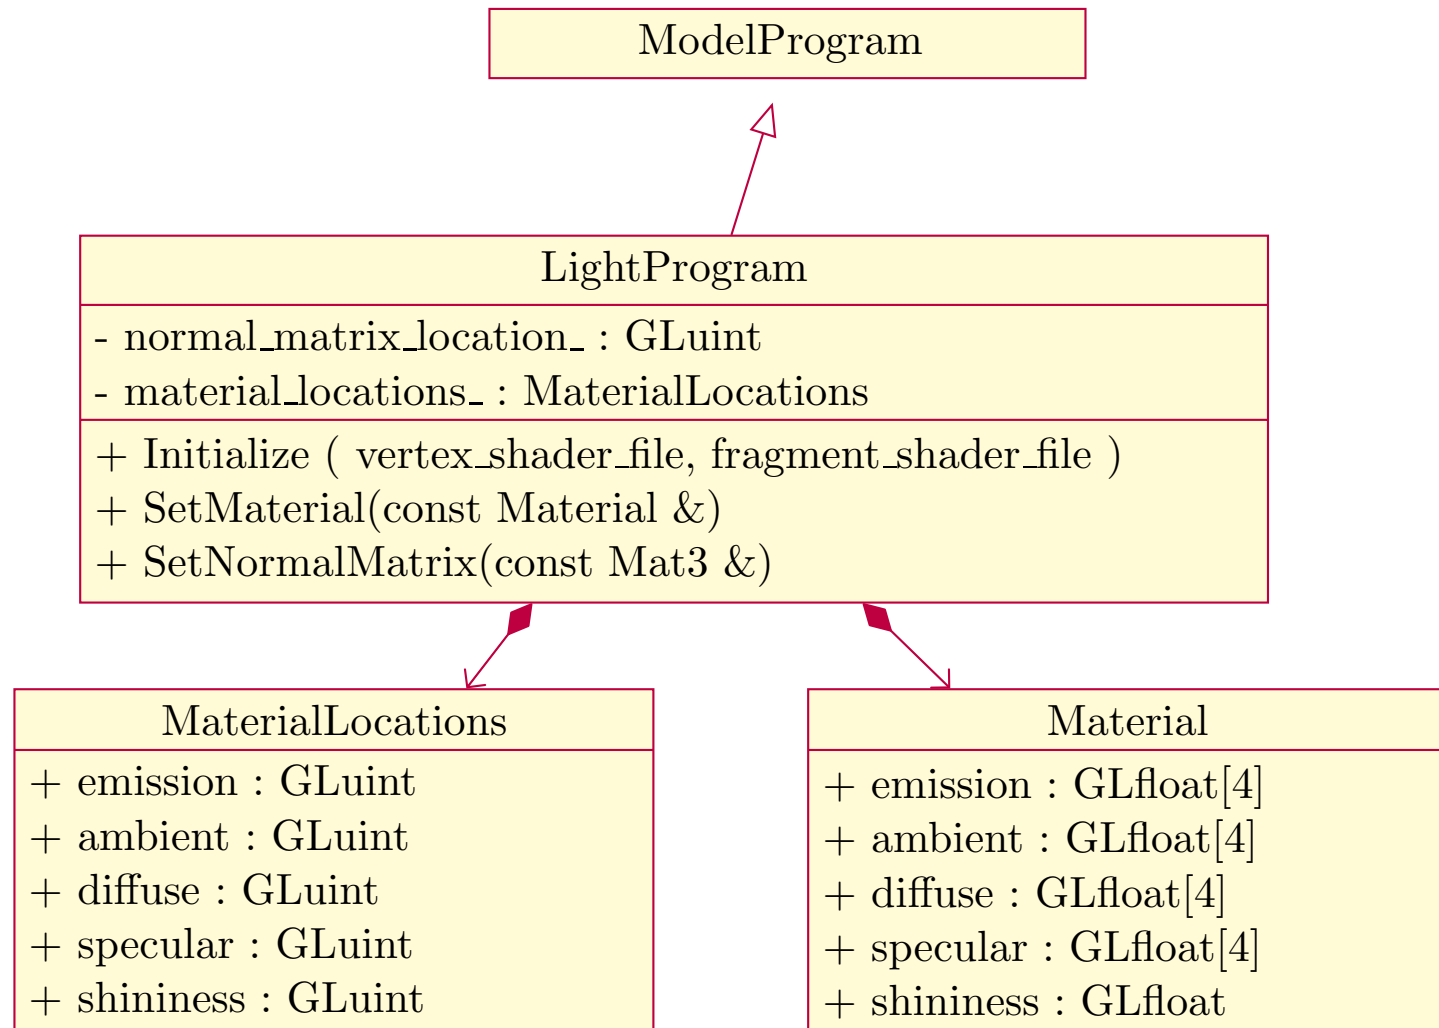 ModelProgram
LightProgram
- normal_matrix_location_ : GLuint
- material_locations_ : MaterialLocations
+ Initialize ( vertex_shader_file, fragment_shader_file )
+ SetMaterial(const Material &)
+ SetNormalMatrix(const Mat3 &)
MaterialLocations
+ emission : GLuint
+ ambient : GLuint
+ diffuse : GLuint
+ specular : GLuint
+ shininess : GLuint
Material
+ emission : GLfloat[4]
+ ambient : GLfloat[4]
+ diffuse : GLfloat[4]
+ specular : GLfloat[4]
+ shininess : GLfloat